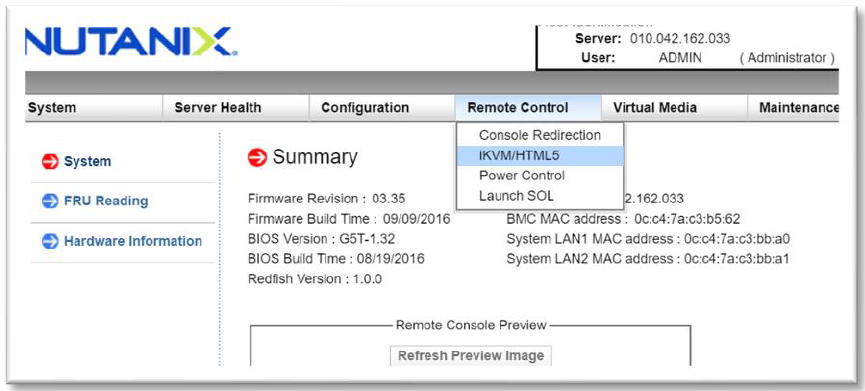 NUTANIX
Server: 010.042.162.033
User: ADMIN ( Administrator )
System Server Health Configuration Remote Control Virtual Media Maintenance
Console Redirection
iKVM/HTML5
Power Control
Launch SOL
System
FRU Reading
Hardware Information
Summary
Firmware Revision : 03.35
2.162.033
Firmware Build Time : 09/09/2016
BMC MAC address : 0c:c4:7a:c3:b5:62
BIOS Version : G5T-1.32
System LAN1 MAC address : 0c:c4:7a:c3:bb:a0
BIOS Build Time : 08/19/2016
System LAN2 MAC address : 0c:c4:7a:c3:bb:a1
Redfish Version : 1.0.0
Remote Console Preview
Refresh Preview Image